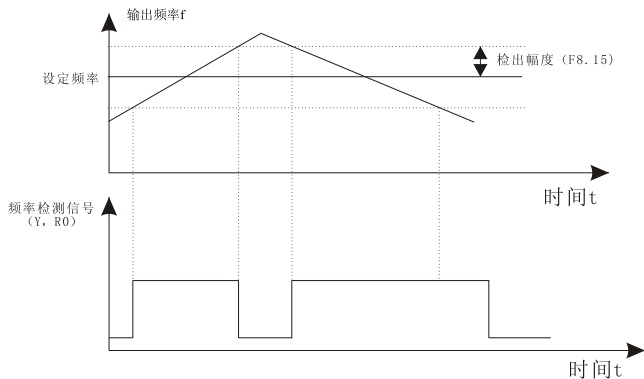 输出频率f
设定频率
检出幅度 (F8.15)
时间t
频率检测信号
(Y, R0)
时间t